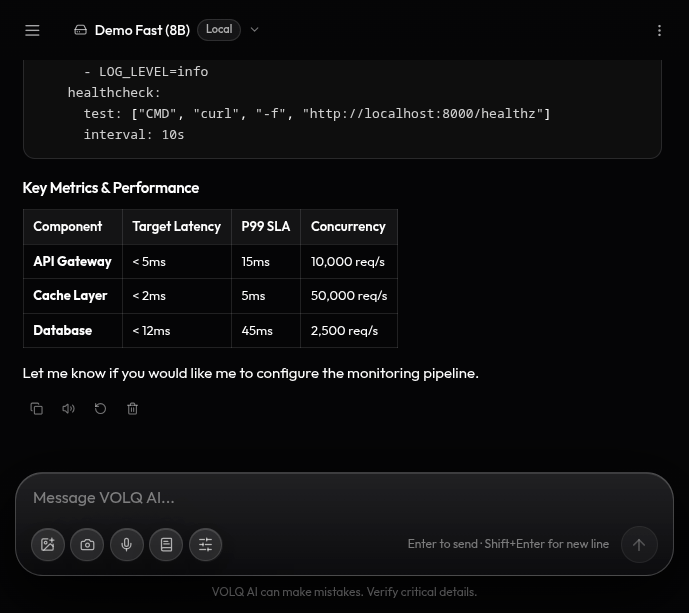 Demo Fast (8B) Local
- LOG_LEVEL=info
healthcheck:
test: ["CMD", "curl", "-f", "http://localhost:8000/healthz"]
interval: 10s
Key Metrics & Performance
Component Target Latency P99 SLA Concurrency
API Gateway < 5ms 15ms 10,000 req/s
Cache Layer < 2ms 5ms 50,000 req/s
Database < 12ms 45ms 2,500 req/s
Let me know if you would like me to configure the monitoring pipeline.
Message VOLQ AI...
Enter to send · Shift+Enter for new line
VOLQ AI can make mistakes. Verify critical details.